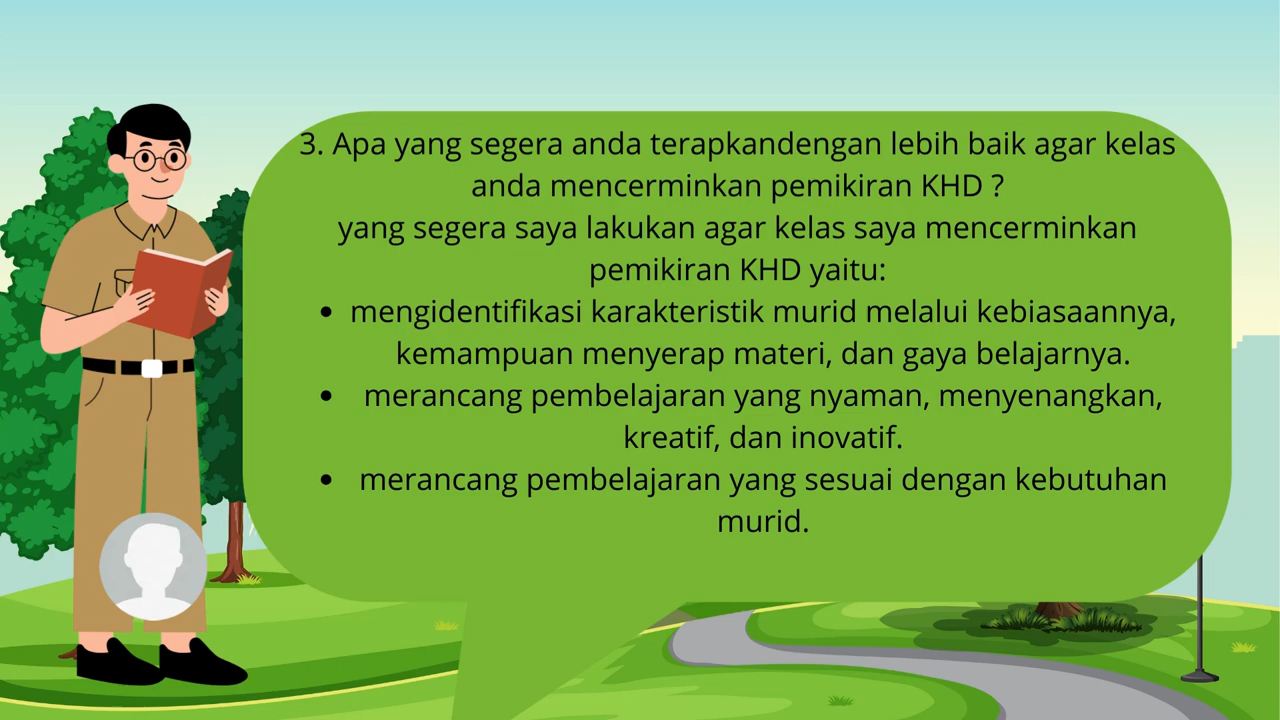 3. Apa yang segera anda terapkandengan lebih baik agar kelas
anda mencerminkan pemikiran KHD ?
yang segera saya lakukan agar kelas saya mencerminkan
pemikiran KHD yaitu:
• mengidentifikasi karakteristik murid melalui kebiasaannya,
kemampuan menyerap materi, dan gaya belajarnya.
• merancang pembelajaran yang nyaman, menyenangkan,
kreatif, dan inovatif.
• merancang pembelajaran yang sesuai dengan kebutuhan
murid.